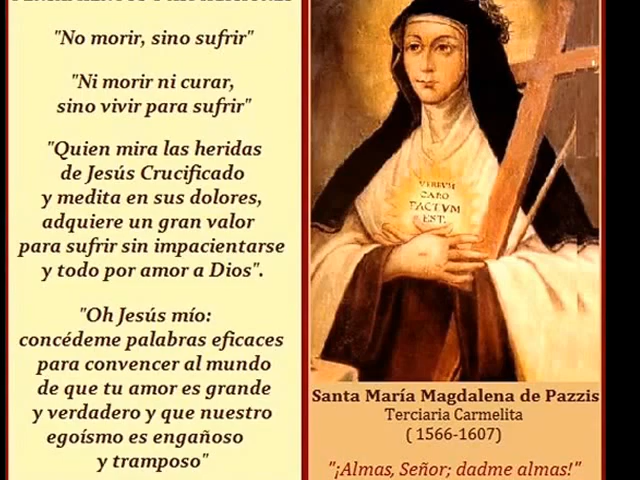 "No morir, sino sufrir"
"Ni morir ni curar,
sino vivir para sufrir"
"Quien mira las heridas
de Jesús Crucificado
y medita en sus dolores,
adquiere un gran valor
para sufrir sin impacientarse
y todo por amor a Dios".
"Oh Jesús mío:
concédeme palabras eficaces
para convencer al mundo
de que tu amor es grande
y verdadero y que nuestro
egoísmo es engañoso
y tramposo"
VERBVM
CARO
FACTVM
EST.
Santa María Magdalena de Pazzis
Terciaria Carmelita
( 1566-1607)
"¡Almas, Señor; dadme almas!"